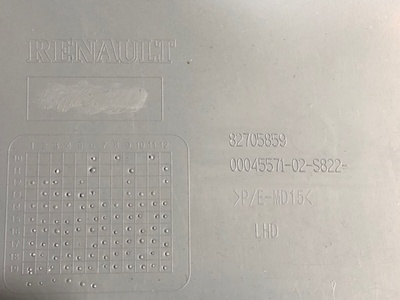 RENAULT
82705859
00045571-02-S822-
>P/E-MD15<
LHD